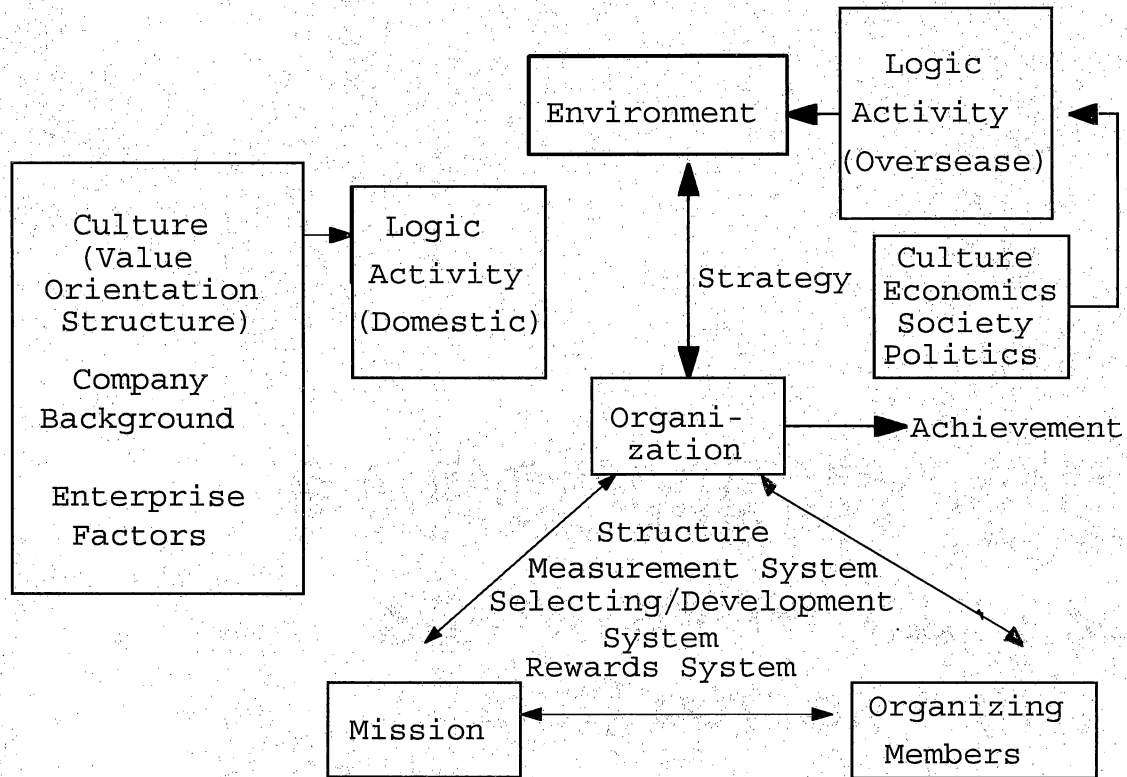 Culture
(Value
Orientation
Structure)
Company
Background
Enterprise
Factors
Logic
Activity
(Domestic)
Environment
Logic
Activity
(Oversease)
Culture
Economics
Society
Politics
Strategy
Organi-
zation
Achievement
Structure
Measurement System
Selecting/Development
System
Rewards System
Mission
Organizing
Members